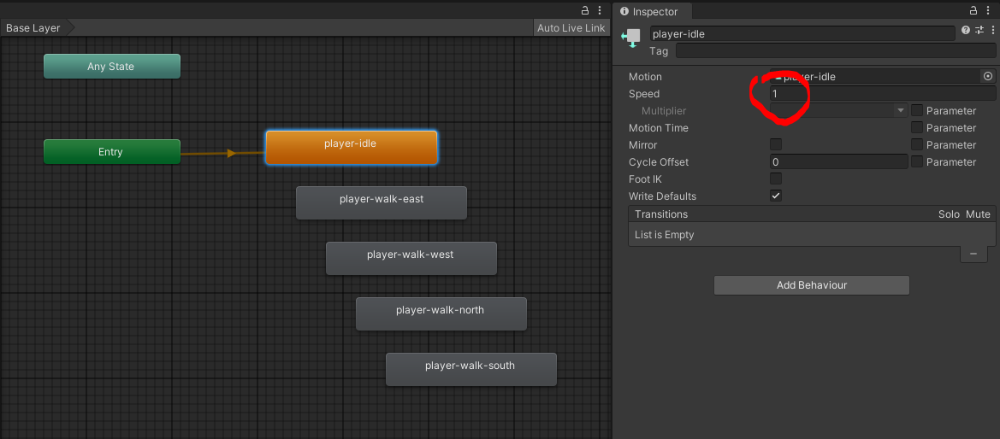 Base Layer
Auto Live Link
Any State
Entry
player-idle
player-walk-east
player-walk-west
player-walk-north
player-walk-south
Inspector
player-idle
Tag
Motion player-idle
Speed 1
Multiplier Parameter
Motion Time Parameter
Mirror Parameter
Cycle Offset 0 Parameter
Foot IK
Write Defaults
Transitions Solo Mute
List is Empty
Add Behaviour